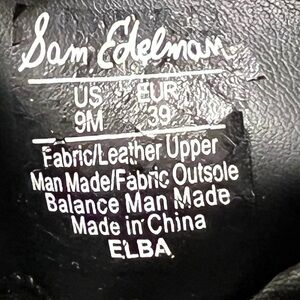 Sam Edelman
US EUR
9M 39
Fabric/Leather Upper
Man Made/Fabric Outsole
Balance Man Made
Made in China
ELBA